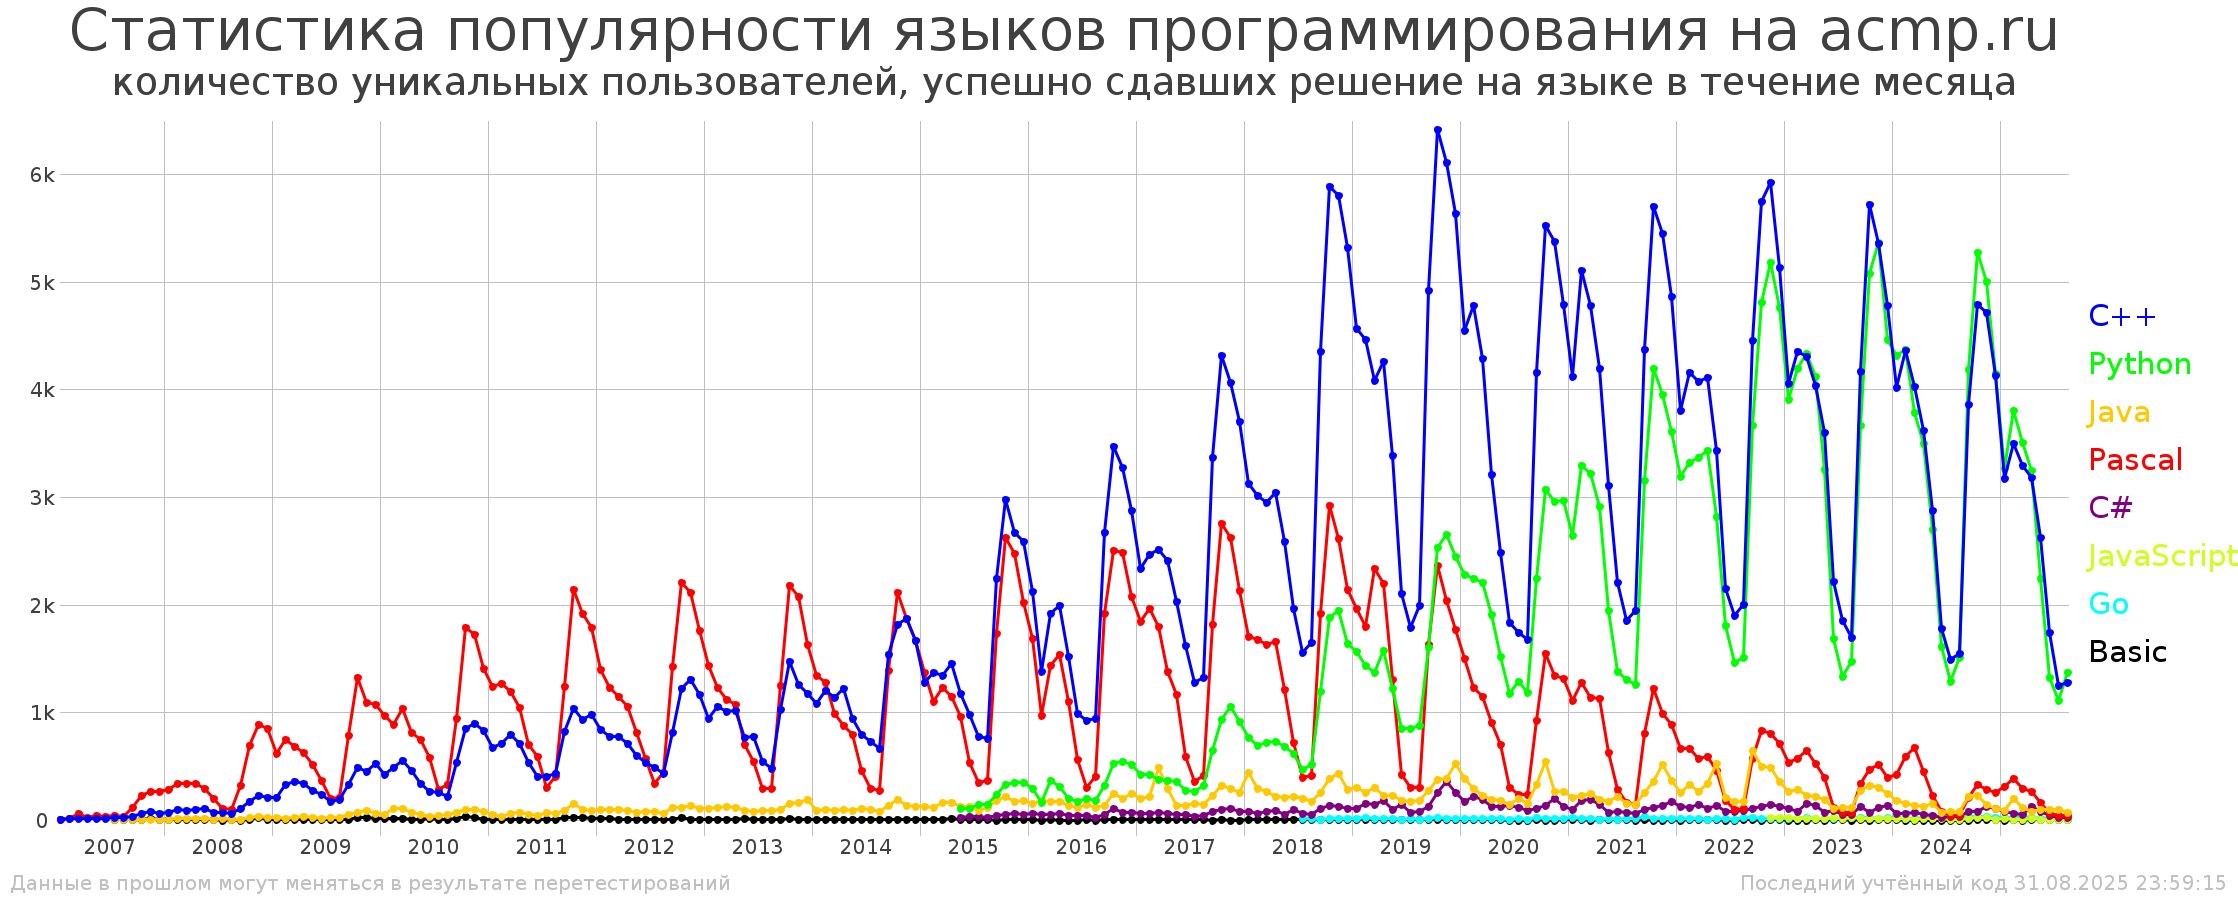 Статистика популярности языков программирования на acmp.ru
количество уникальных пользователей, успешно сдавших решение на языке в течение месяца
6k
5k
4k
3k
2k
1k
0
C++
Python
Java
Pascal
C#
JavaScript
Go
Basic
2007 2008 2009 2010 2011 2012 2013 2014 2015 2016 2017 2018 2019 2020 2021 2022 2023 2024
Данные в прошлом могут меняться в результате перетестирований
Последний учтённый код 31.08.2025 23:59:15